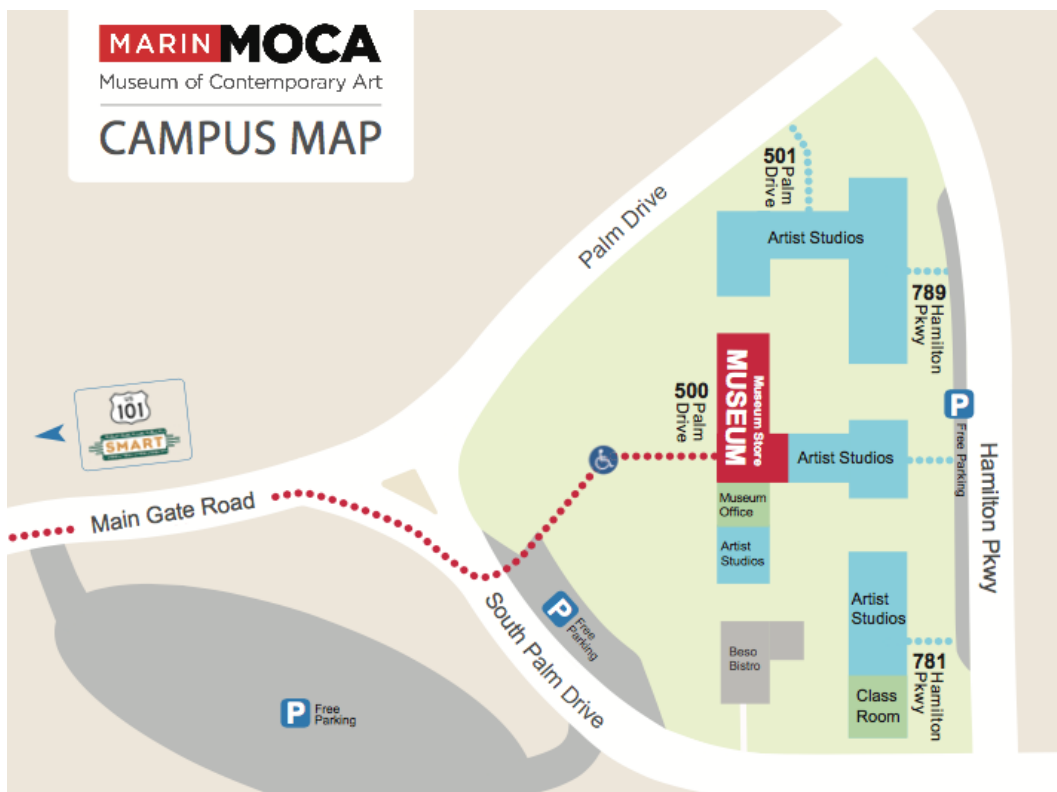 MARIN MOCA
Museum of Contemporary Art
CAMPUS MAP
501
Palm
Drive
Palm Drive
Artist Studios
789
Hamilton
Pkwy
US
101
SMART
500
Palm
Drive
Museum Store
MUSEUM
Artist Studios
P
Free Parking
Hamilton Pkwy
Main Gate Road
Museum
Office
Artist
Studios
P
Free
Parking
South Palm Drive
Artist
Studios
Beso
Bistro
781
Hamilton
Pkwy
Class
Room
P
Free
Parking